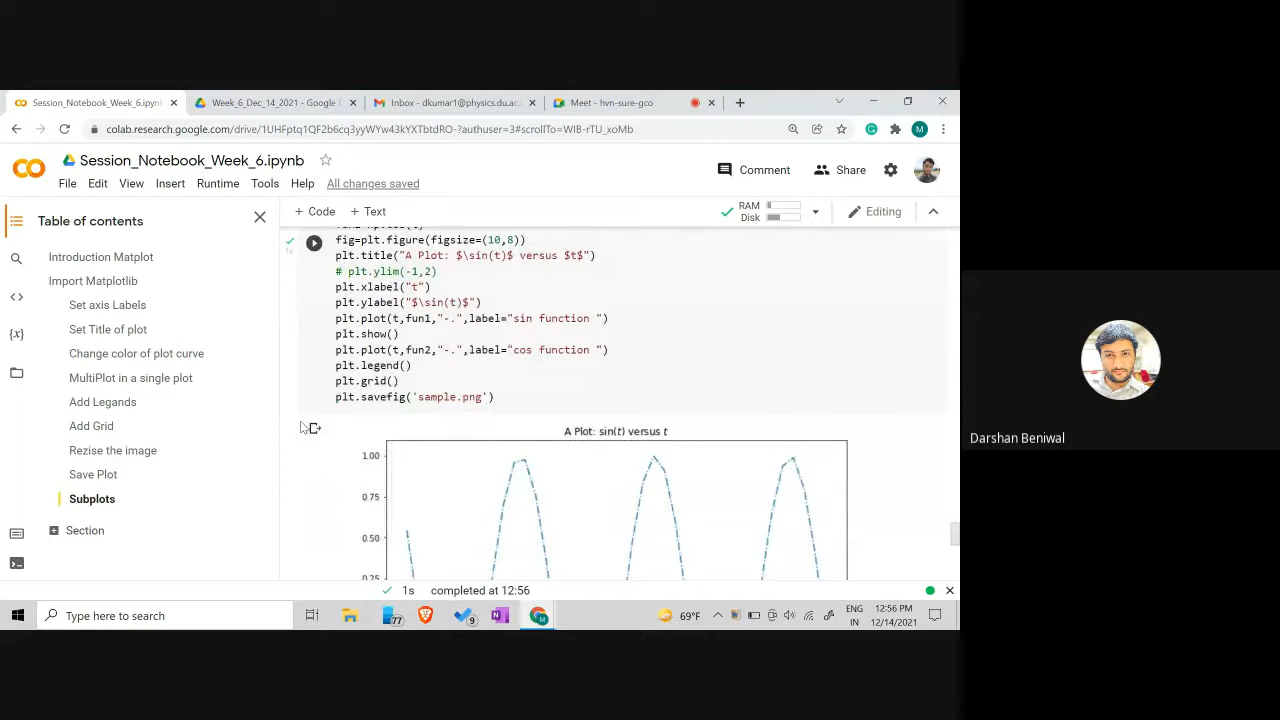 Session_Notebook_Week_6.ipynb
Week_6_Dec_14_2021 - Google D
Inbox - dkumar1@physics.du.ac.
Meet - hvn-sure-gco
colab.research.google.com/drive/1UHFptq1QF2b6cq3yyWYw43kYXTbtdRO-?authuser=3#scrollTo=WIB-rTU_xoMb
M
Session_Notebook_Week_6.ipynb
Comment
Share
File Edit View Insert Runtime Tools Help All changes saved
Table of contents
+ Code + Text
RAM
Disk
Editing
Introduction Matplot
Import Matplotlib
Set axis Labels
Set Title of plot
Change color of plot curve
MultiPlot in a single plot
Add Legands
Add Grid
Rezise the image
Save Plot
Subplots
Section
1s
fig=plt.figure(figsize=(10,8))
plt.title("A Plot: $\sin(t)$ versus $t$")
# plt.ylim(-1,2)
plt.xlabel("t")
plt.ylabel("$\sin(t)$")
plt.plot(t,fun1,"-.",label="sin function ")
plt.show()
plt.plot(t,fun2,"-.",label="cos function ")
plt.legend()
plt.grid()
plt.savefig('sample.png')
A Plot: sin(t) versus t
1.00
0.75
0.50
0.25
1s completed at 12:56
Type here to search
77
9
69°F
ENG
IN
12:56 PM
12/14/2021
Darshan Beniwal